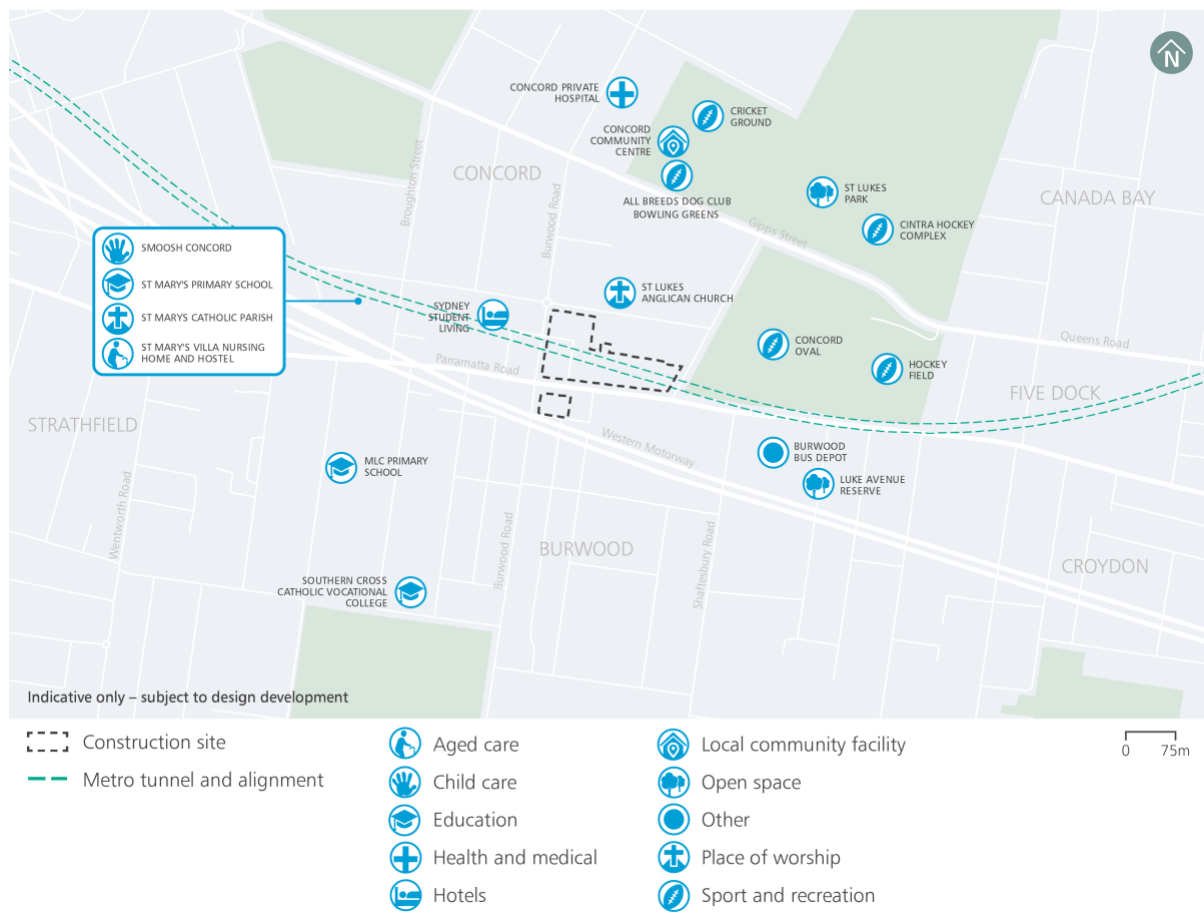 N
CONCORD PRIVATE
HOSPITAL
CRICKET
GROUND
CONCORD
COMMUNITY
CENTRE
CONCORD
Broughton Street
Burwood Road
ALL BREEDS DOG CLUB
BOWLING GREENS
ST LUKES
PARK
CANADA BAY
CINTRA HOCKEY
COMPLEX
Gipps Street
SMOOSH CONCORD
ST MARY'S PRIMARY SCHOOL
ST MARYS CATHOLIC PARISH
ST MARY'S VILLA NURSING
HOME AND HOSTEL
SYDNEY
STUDENT
LIVING
ST LUKES
ANGLICAN CHURCH
Queens Road
CONCORD
OVAL
HOCKEY
FIELD
Parramatta Road
FIVE DOCK
STRATHFIELD
Western Motorway
BURWOOD
BUS DEPOT
LUKE AVENUE
RESERVE
MLC PRIMARY
SCHOOL
Wentworth Road
Burwood Road
BURWOOD
Shaftesbury Road
CROYDON
SOUTHERN CROSS
CATHOLIC VOCATIONAL
COLLEGE
Indicative only – subject to design development
Construction site
Metro tunnel and alignment
Aged care
Child care
Education
Health and medical
Hotels
Local community facility
Open space
Other
Place of worship
Sport and recreation
0 75m